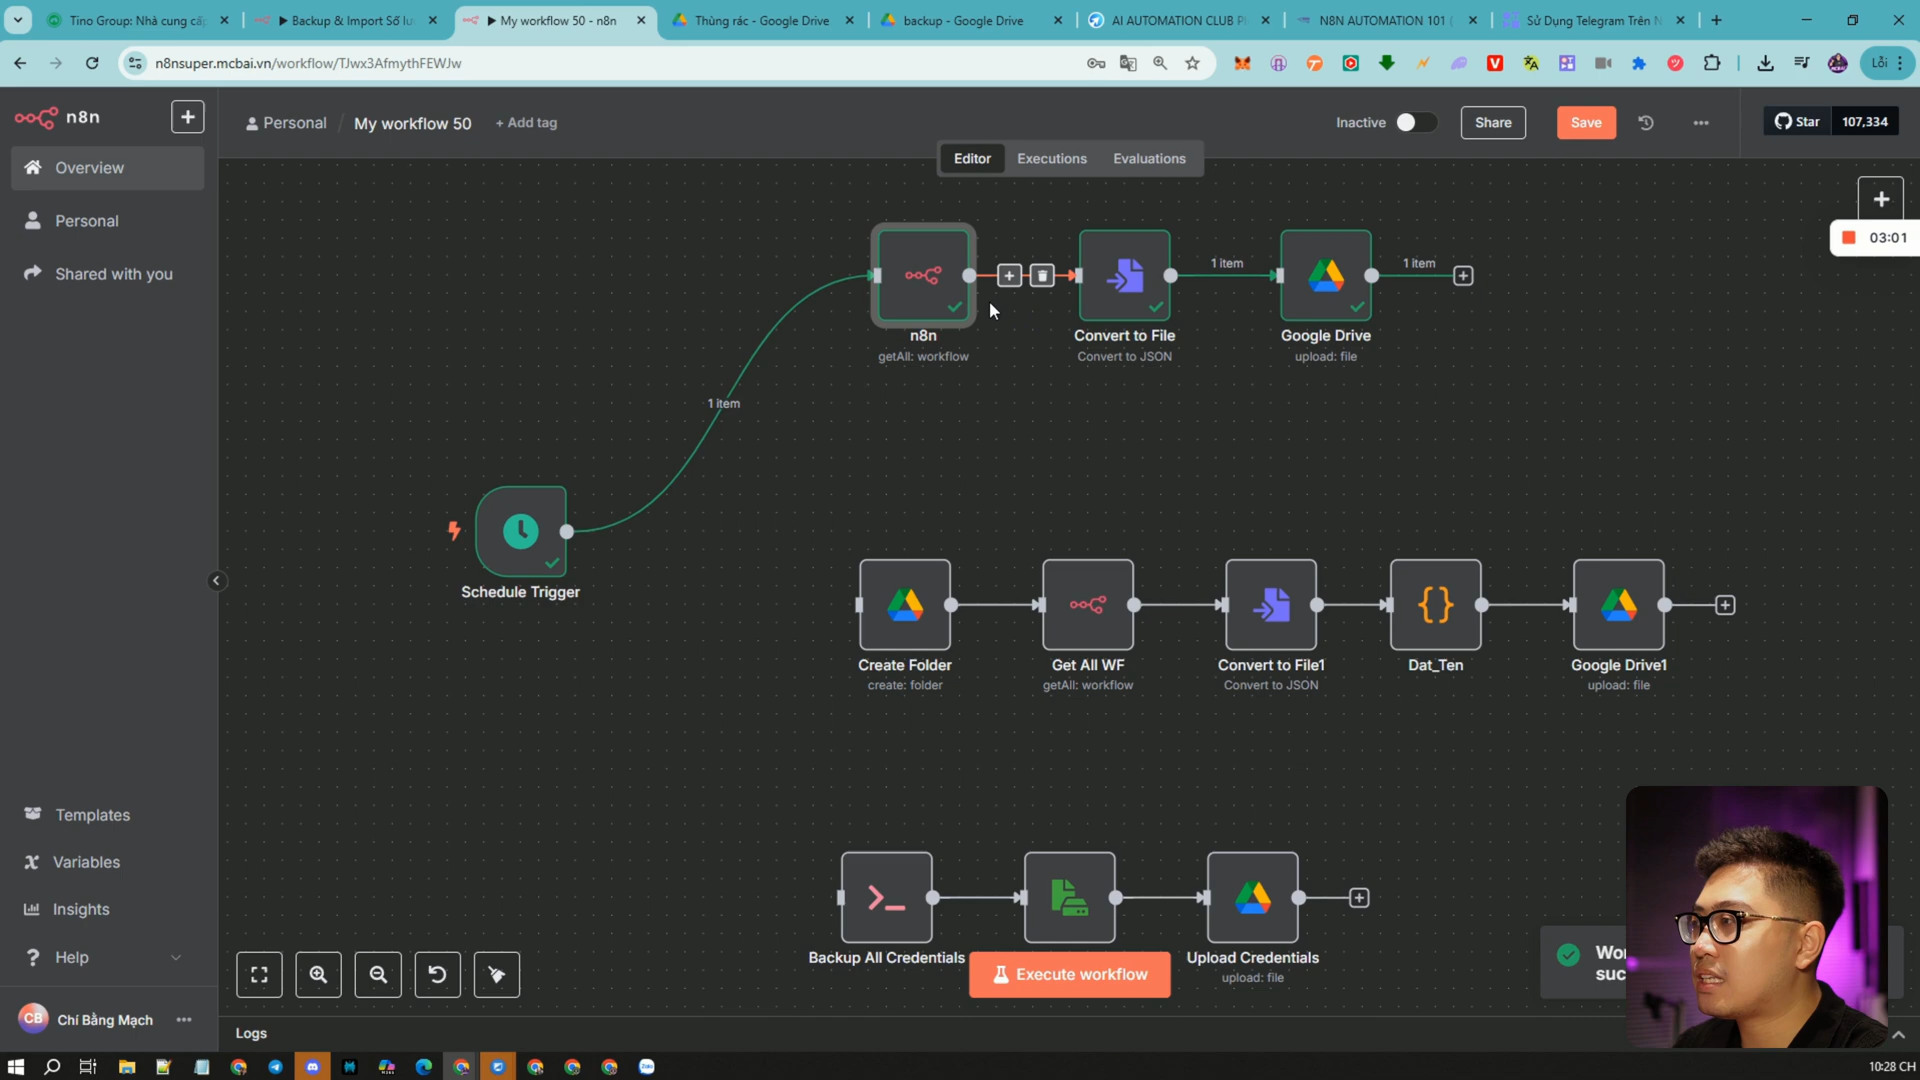 Tino Group: Nhà cung cấ
Backup & Import Số lư
My workflow 50 - n8n
Thùng rác - Google Drive
backup - Google Drive
AI AUTOMATION CLUB P
N8N AUTOMATION 101 (
Sử Dụng Telegram Trên N
n8nsuper.mcbai.vn/workflow/TJwx3AfmythFEWJw
Lỗi
n8n
Personal / My workflow 50 + Add tag
Inactive
Share
Save
Star 107,334
Editor
Executions
Evaluations
Overview
Personal
Shared with you
03:01
1 item
1 item
n8n
getAll: workflow
Convert to File
Convert to JSON
Google Drive
upload: file
1 item
Schedule Trigger
Create Folder
create: folder
Get All WF
getAll: workflow
Convert to File1
Convert to JSON
Dat_Ten
Google Drive1
upload: file
Templates
Variables
Insights
Help
Backup All Credentials
Upload Credentials
upload: file
Execute workflow
Wor
suc
CB
Chí Bằng Mạch
Logs
Zalo
10:28 CH